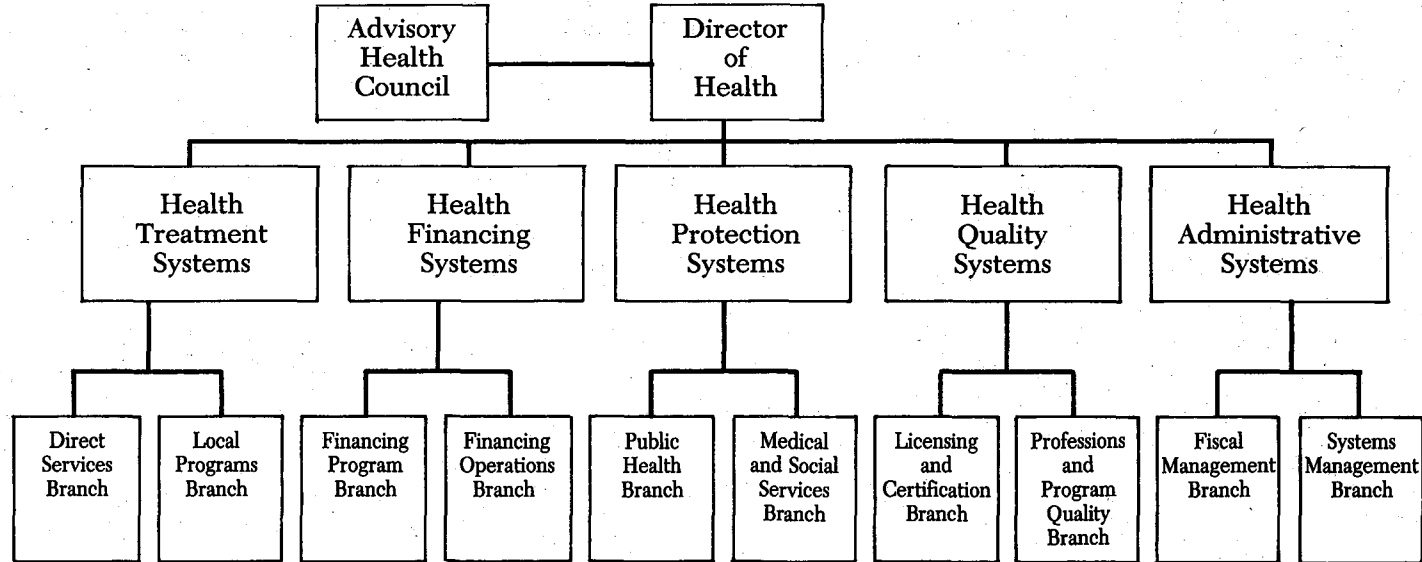 Advisory
Health
Council
Director
of
Health
Health
Treatment
Systems
Health
Financing
Systems
Health
Protection
Systems
Health
Quality
Systems
Health
Administrative
Systems
Direct
Services
Branch
Local
Programs
Branch
Financing
Program
Branch
Financing
Operations
Branch
Public
Health
Branch
Medical
and Social
Services
Branch
Licensing
and
Certification
Branch
Professions
and
Program
Quality
Branch
Fiscal
Management
Branch
Systems
Management
Branch